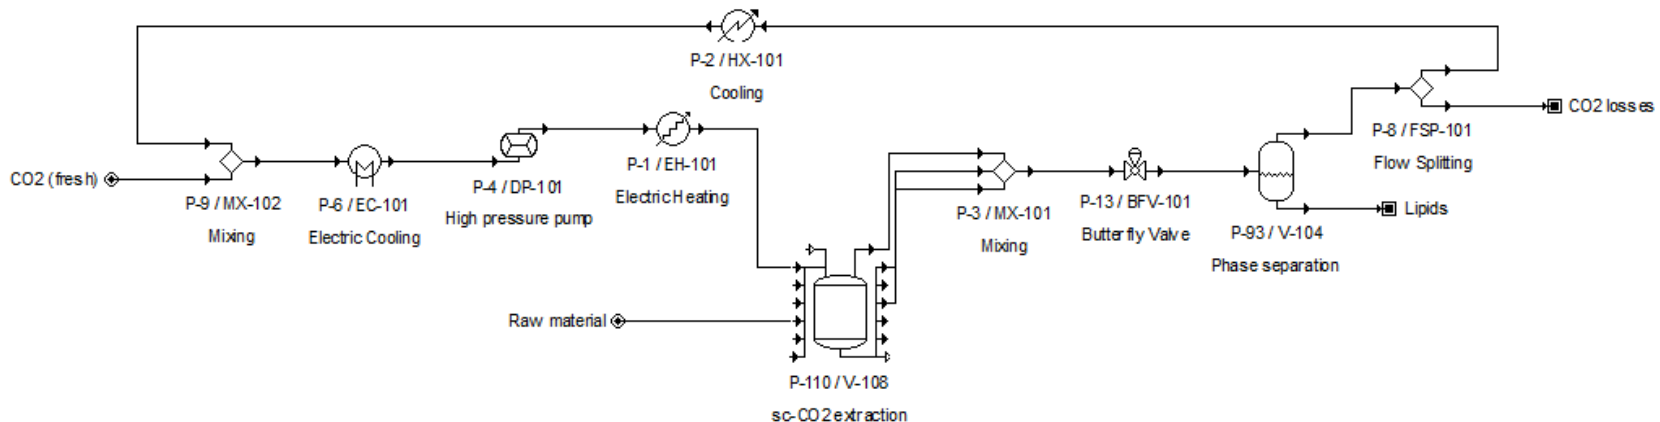 P-2 / HX-101
Cooling
CO2 (fresh)
P-9 / MX-102
Mixing
P-6 / EC-101
Electric Cooling
P-4 / DP-101
High pressure pump
P-1 / EH-101
Electric Heating
Raw material
P-110 / V-108
sc-CO2 extraction
P-3 / MX-101
Mixing
P-13 / BFV-101
Butterfly Valve
P-93 / V-104
Phase separation
P-8 / FSP-101
Flow Splitting
CO2 losses
Lipids